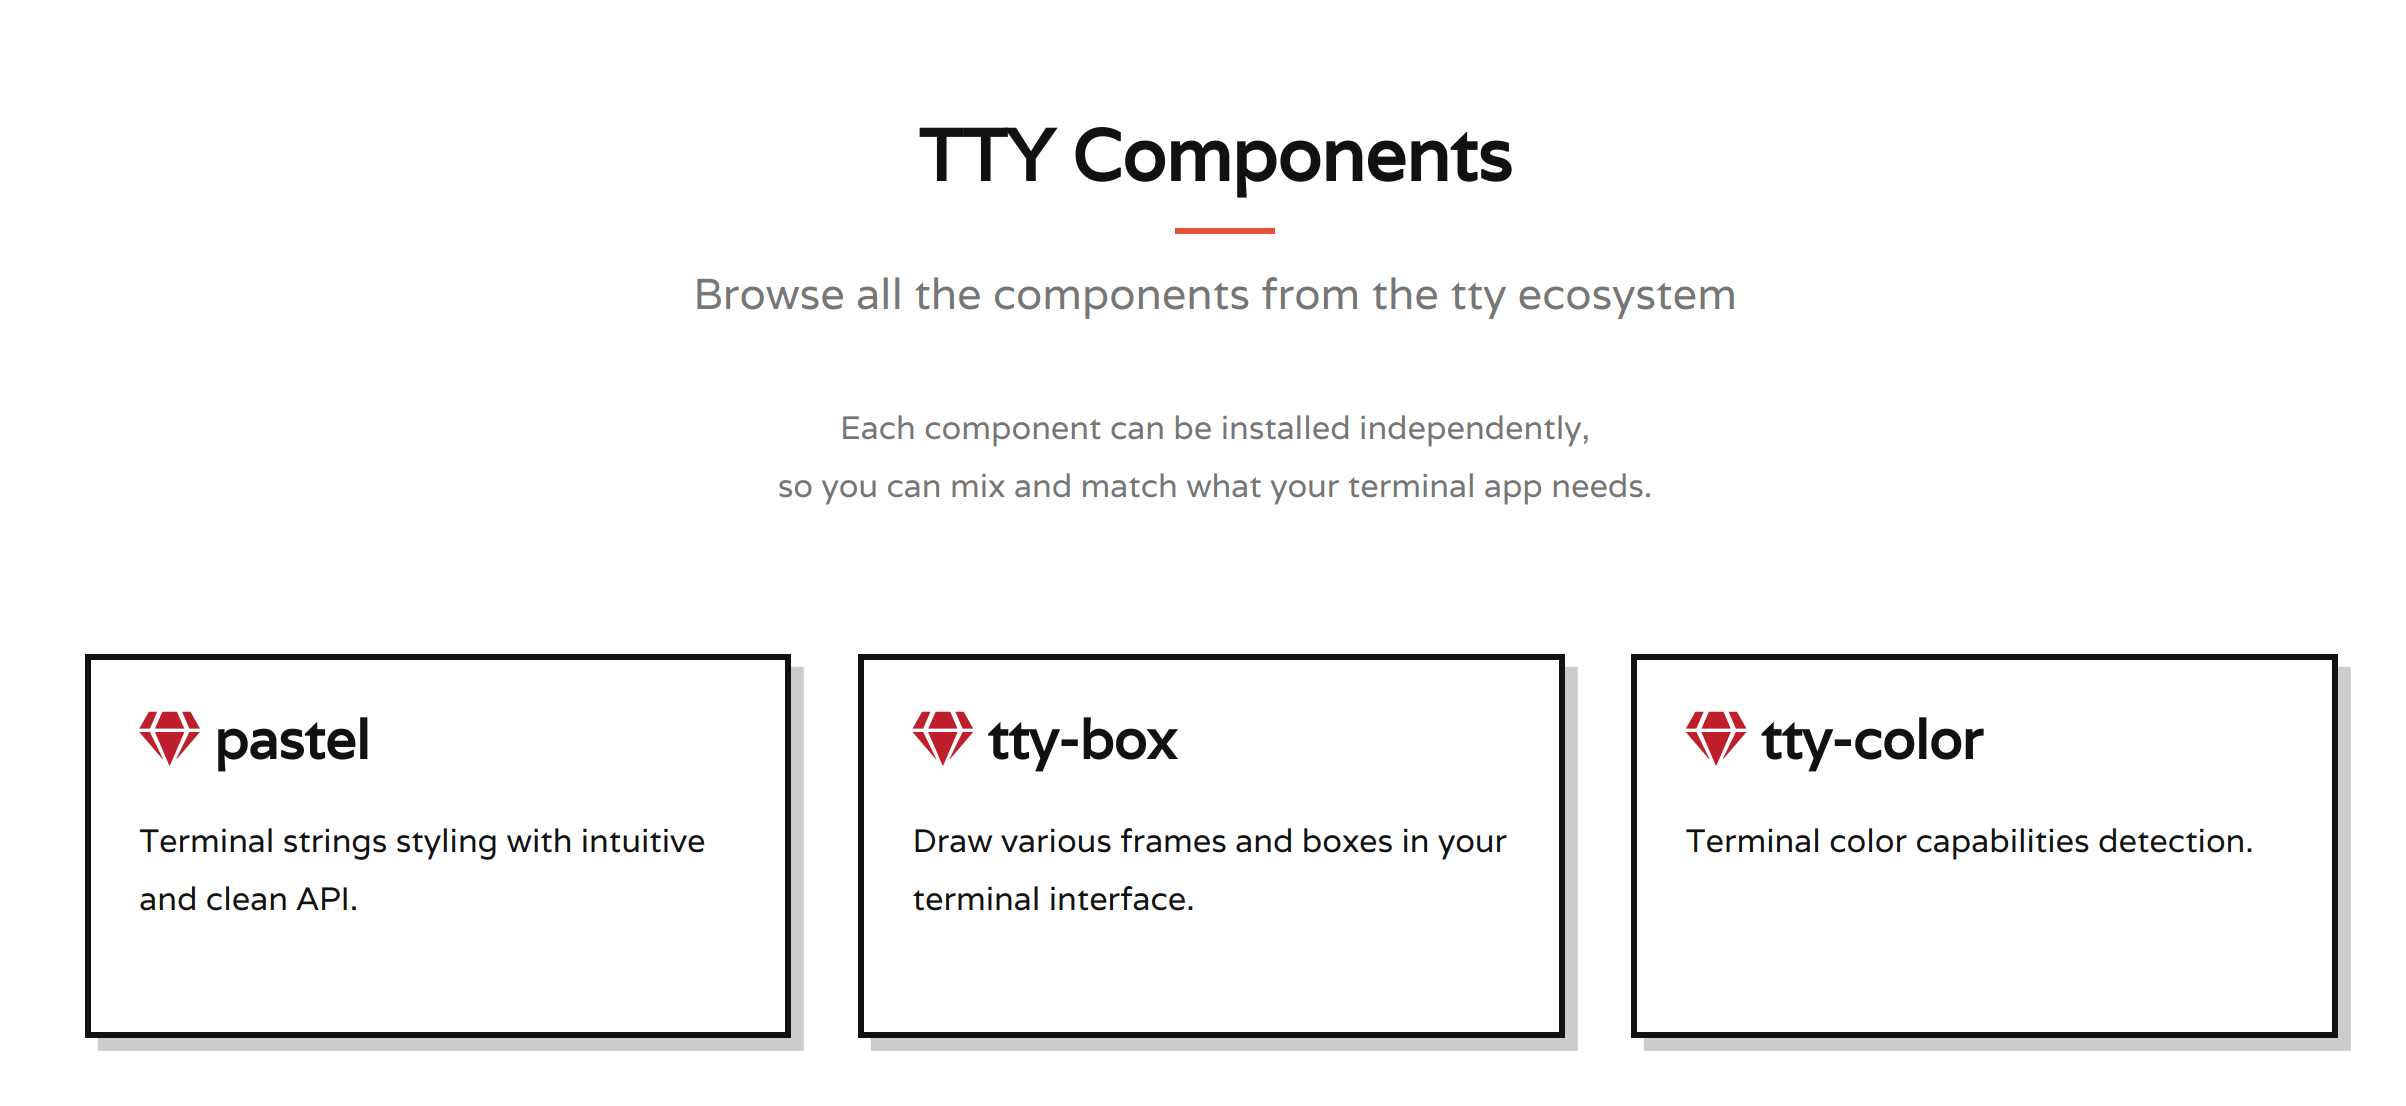 TTY Components
Browse all the components from the tty ecosystem
Each component can be installed independently,
so you can mix and match what your terminal app needs.
pastel
Terminal strings styling with intuitive
and clean API.
tty-box
Draw various frames and boxes in your
terminal interface.
tty-color
Terminal color capabilities detection.